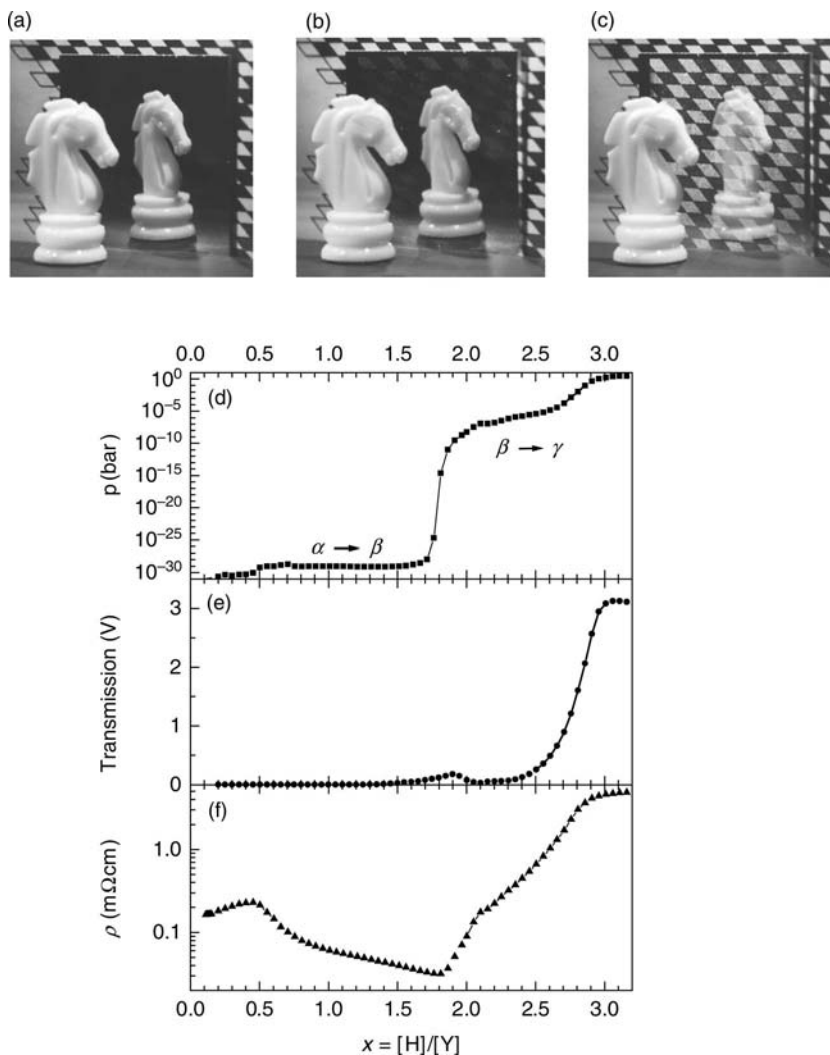 (a) (b) (c)
0.0 0.5 1.0 1.5 2.0 2.5 3.0
(d)
p (bar)
10⁰
10⁻⁵
10⁻¹⁰
10⁻¹⁵
10⁻²⁰
10⁻²⁵
10⁻³⁰
β → γ
α → β
(e)
Transmission (V)
3
2
1
0
(f)
ρ (mΩcm)
1.0
0.1
0.0 0.5 1.0 1.5 2.0 2.5 3.0
x = [H]/[Y]